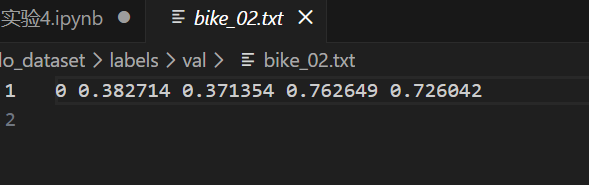 实验4.ipynb ● bike_02.txt ×
lo_dataset > labels > val > bike_02.txt
1 0 0.382714 0.371354 0.762649 0.726042
2